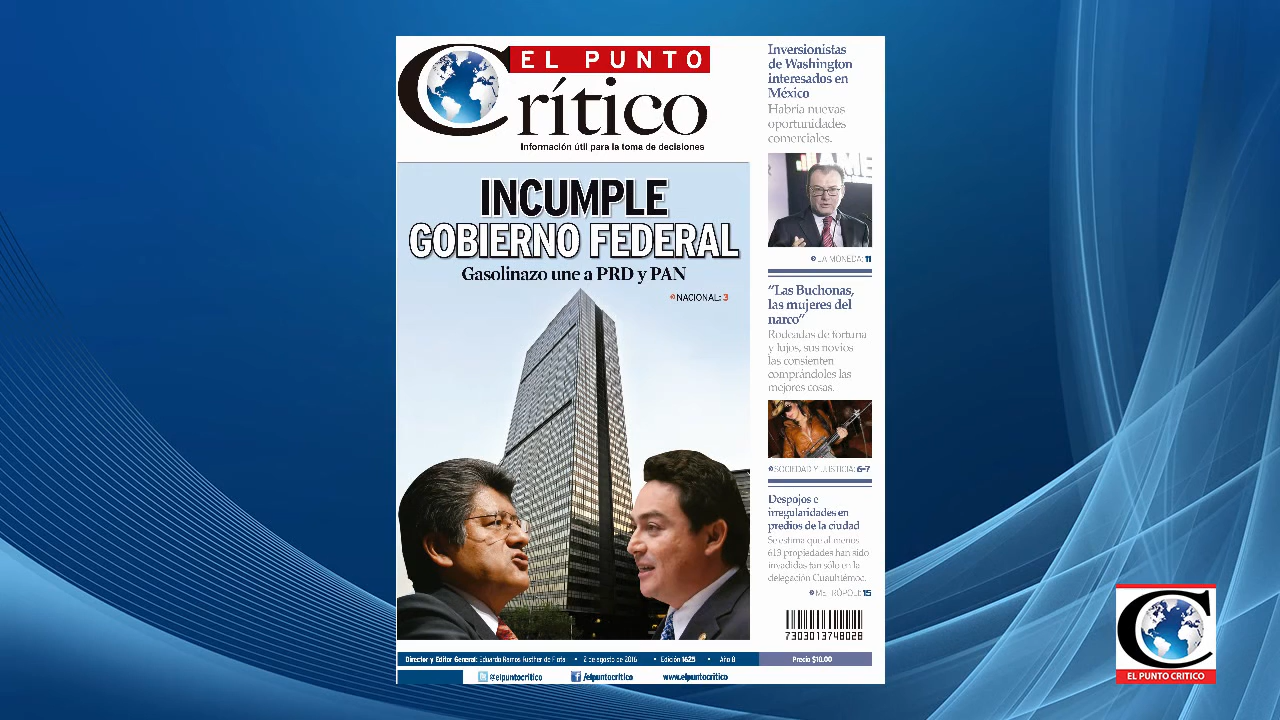 EL PUNTO
Crítico
Información útil para la toma de decisiones
INCUMPLE
GOBIERNO FEDERAL
Gasolinazo une a PRD y PAN
NACIONAL: 3
Inversionistas
de Washington
interesados en
México
Habría nuevas
oportunidades
comerciales.
AME
LA MONEDA: 11
“Las Buchonas,
las mujeres del
narco”
Rodeadas de fortuna
y lujos, sus novios
las consienten
comprándoles las
mejores cosas.
SOCIEDAD Y JUSTICIA: 6-7
Despojos e
irregularidades en
predios de la ciudad
Se estima que al menos
613 propiedades han sido
invadidas tan sólo en la
delegación Cuauhtémoc.
METRÓPOLI: 15
7303013748028
Director y Editor General: Eduardo Ramos Fusther de Flota • 2 de agosto de 2016 • Edición 1625 • Año 8 Precio $10.00
@elpuntocritico /elpuntocritico www.elpuntocritico
EL PUNTO CRITICO